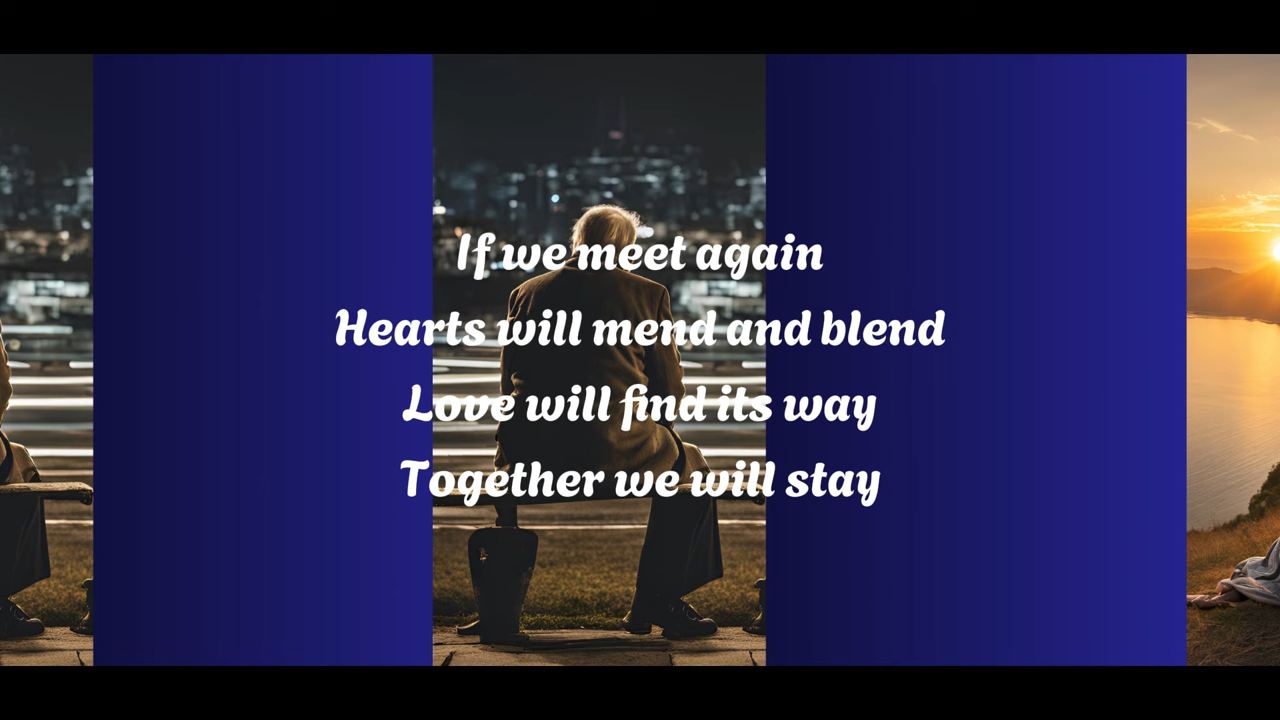 If we meet again
Hearts will mend and blend
Love will find its way
Together we will stay